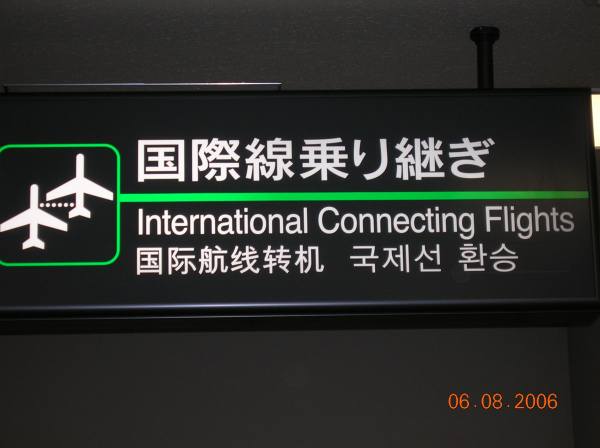 国際線乗り継ぎ
International Connecting Flights
国际航线转机 국제선 환승
06.08.2006